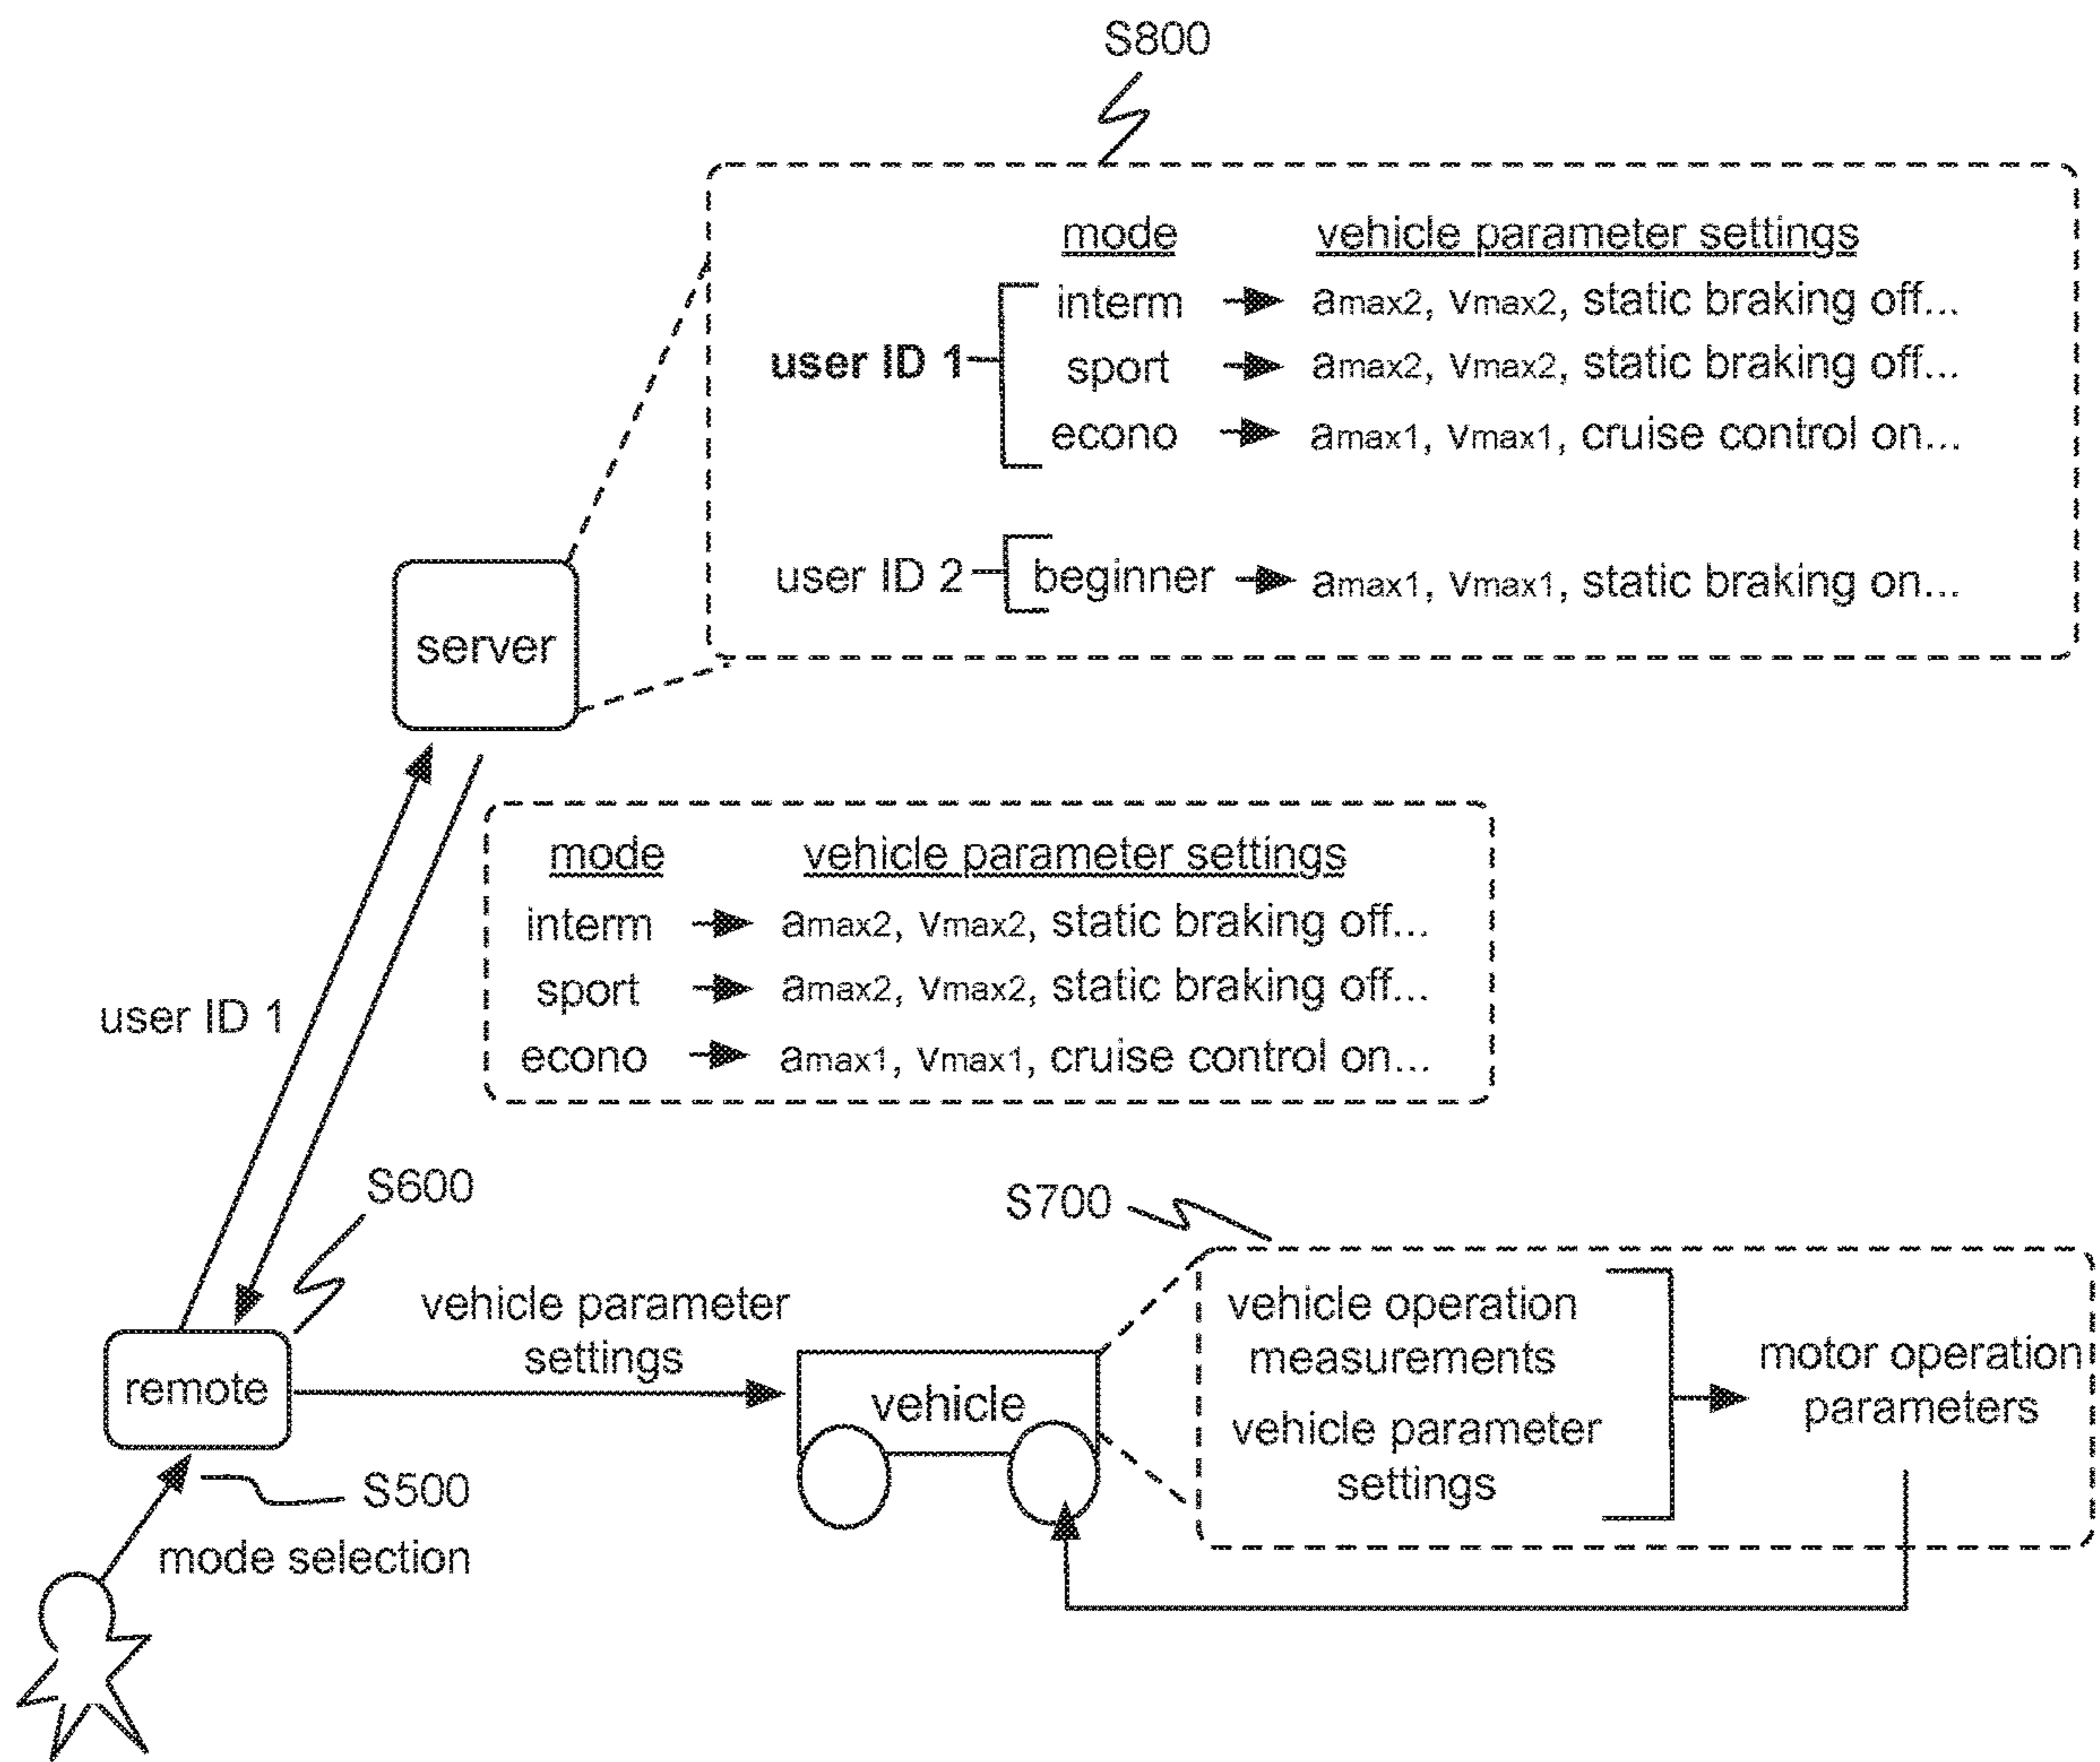 S800
mode vehicle parameter settings
interm amax2, vmax2, static braking off...
user ID 1
sport amax2, vmax2, static braking off...
econo amax1, vmax1, cruise control on...
user ID 2 beginner amax1, vmax1, static braking on...
server
mode vehicle parameter settings
interm amax2, vmax2, static braking off...
sport amax2, vmax2, static braking off...
econo amax1, vmax1, cruise control on...
user ID 1
S600
S700
vehicle parameter
settings
remote
vehicle
vehicle operation
measurements
vehicle parameter
settings
motor operation
parameters
S500
mode selection